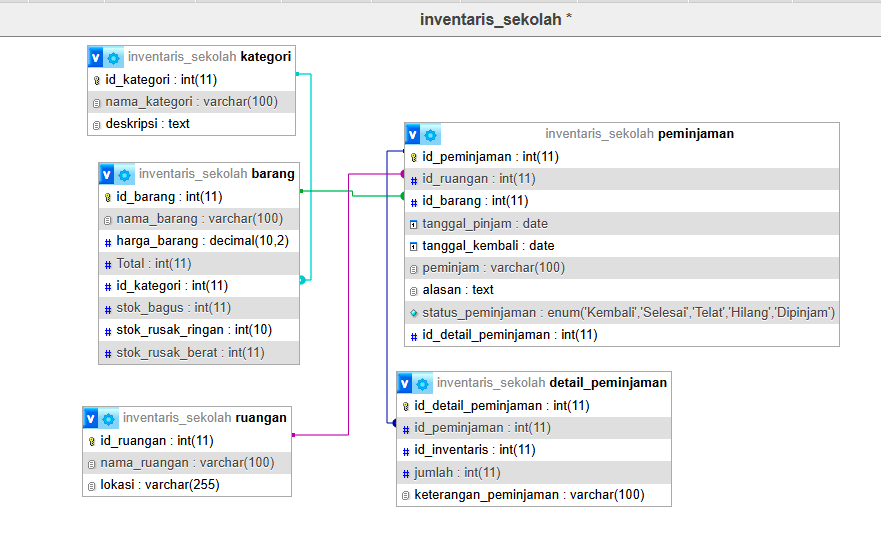 inventaris_sekolah *
inventaris_sekolah kategori
id_kategori : int(11)
nama_kategori : varchar(100)
deskripsi : text
inventaris_sekolah barang
id_barang : int(11)
nama_barang : varchar(100)
harga_barang : decimal(10,2)
Total : int(11)
id_kategori : int(11)
stok_bagus : int(11)
stok_rusak_ringan : int(10)
stok_rusak_berat : int(11)
inventaris_sekolah ruangan
id_ruangan : int(11)
nama_ruangan : varchar(100)
lokasi : varchar(255)
inventaris_sekolah peminjaman
id_peminjaman : int(11)
id_ruangan : int(11)
id_barang : int(11)
tanggal_pinjam : date
tanggal_kembali : date
peminjam : varchar(100)
alasan : text
status_peminjaman : enum('Kembali','Selesai','Telat','Hilang','Dipinjam')
id_detail_peminjaman : int(11)
inventaris_sekolah detail_peminjaman
id_detail_peminjaman : int(11)
id_peminjaman : int(11)
id_inventaris : int(11)
jumlah : int(11)
keterangan_peminjaman : varchar(100)